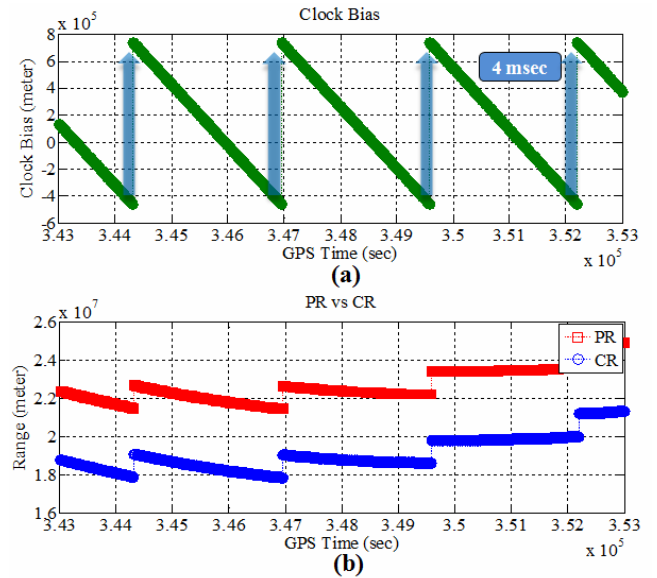 Clock Bias
x 10^5
8
6
4
2
0
-2
-4
-6
Clock Bias (meter)
4 msec
3.43 3.44 3.45 3.46 3.47 3.48 3.49 3.5 3.51 3.52 3.53
GPS Time (sec)
x 10^5
(a)
PR vs CR
x 10^7
2.6
2.4
2.2
2
1.8
1.6
Range (meter)
PR
CR
3.43 3.44 3.45 3.46 3.47 3.48 3.49 3.5 3.51 3.52 3.53
GPS Time (sec)
x 10^5
(b)